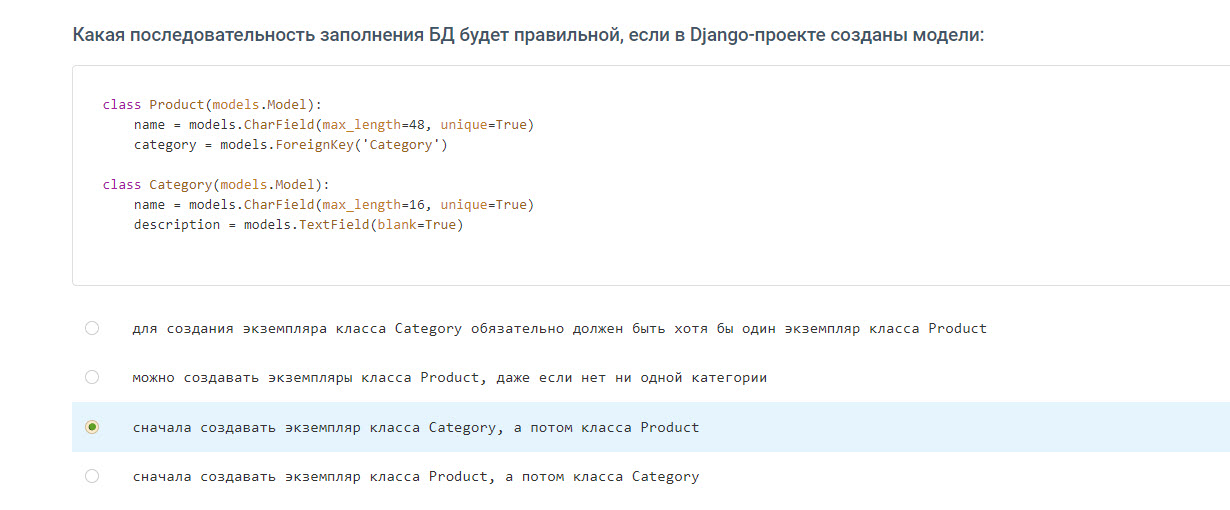 Какая последовательность заполнения БД будет правильной, если в Django-проекте созданы модели:
class Product(models.Model):
    name = models.CharField(max_length=48, unique=True)
    category = models.ForeignKey('Category')
class Category(models.Model):
    name = models.CharField(max_length=16, unique=True)
    description = models.TextField(blank=True)
для создания экземпляра класса Category обязательно должен быть хотя бы один экземпляр класса Product
можно создавать экземпляры класса Product, даже если нет ни одной категории
сначала создавать экземпляр класса Category, а потом класса Product
сначала создавать экземпляр класса Product, а потом класса Category